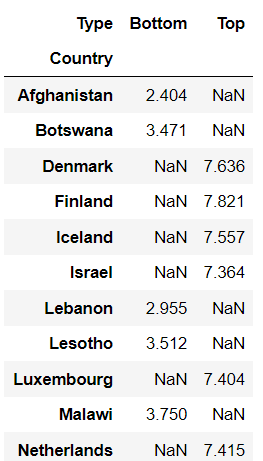 Type Bottom Top
Country
Afghanistan 2.404 NaN
Botswana 3.471 NaN
Denmark NaN 7.636
Finland NaN 7.821
Iceland NaN 7.557
Israel NaN 7.364
Lebanon 2.955 NaN
Lesotho 3.512 NaN
Luxembourg NaN 7.404
Malawi 3.750 NaN
Netherlands NaN 7.415